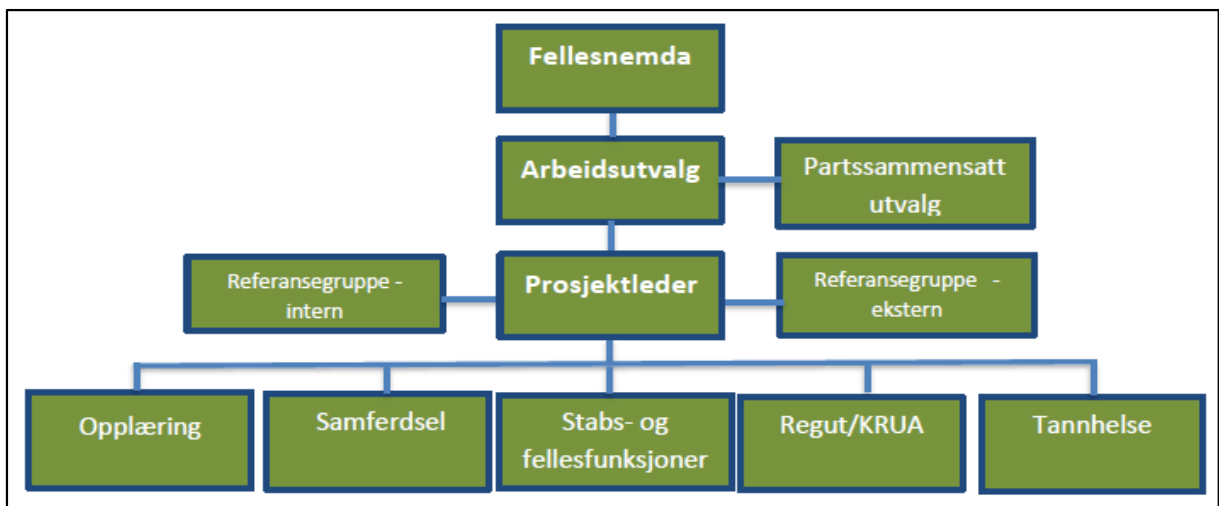 Fellesnemda
Arbeidsutvalg
Partssammensatt
utvalg
Referansegruppe -
intern
Prosjektleder
Referansegruppe -
ekstern
Opplæring
Samferdsel
Stabs- og
fellesfunksjoner
Regut/KRUA
Tannhelse